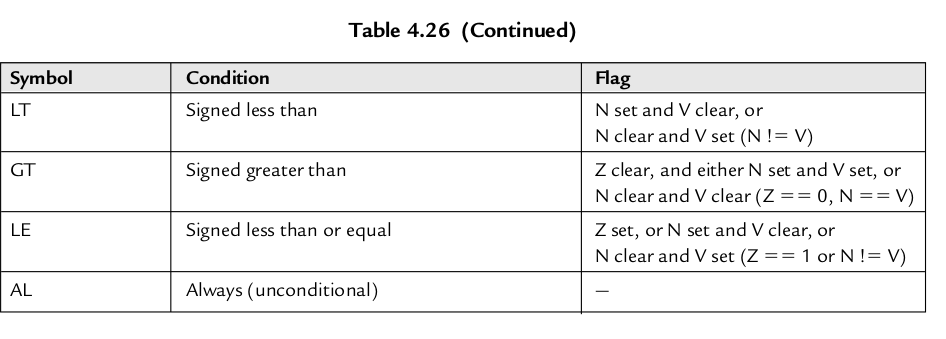 Table 4.26 (Continued)
Symbol Condition Flag
LT Signed less than N set and V clear, or
N clear and V set (N != V)
GT Signed greater than Z clear, and either N set and V set, or
N clear and V clear (Z == 0, N == V)
LE Signed less than or equal Z set, or N set and V clear, or
N clear and V set (Z == 1 or N != V)
AL Always (unconditional) —